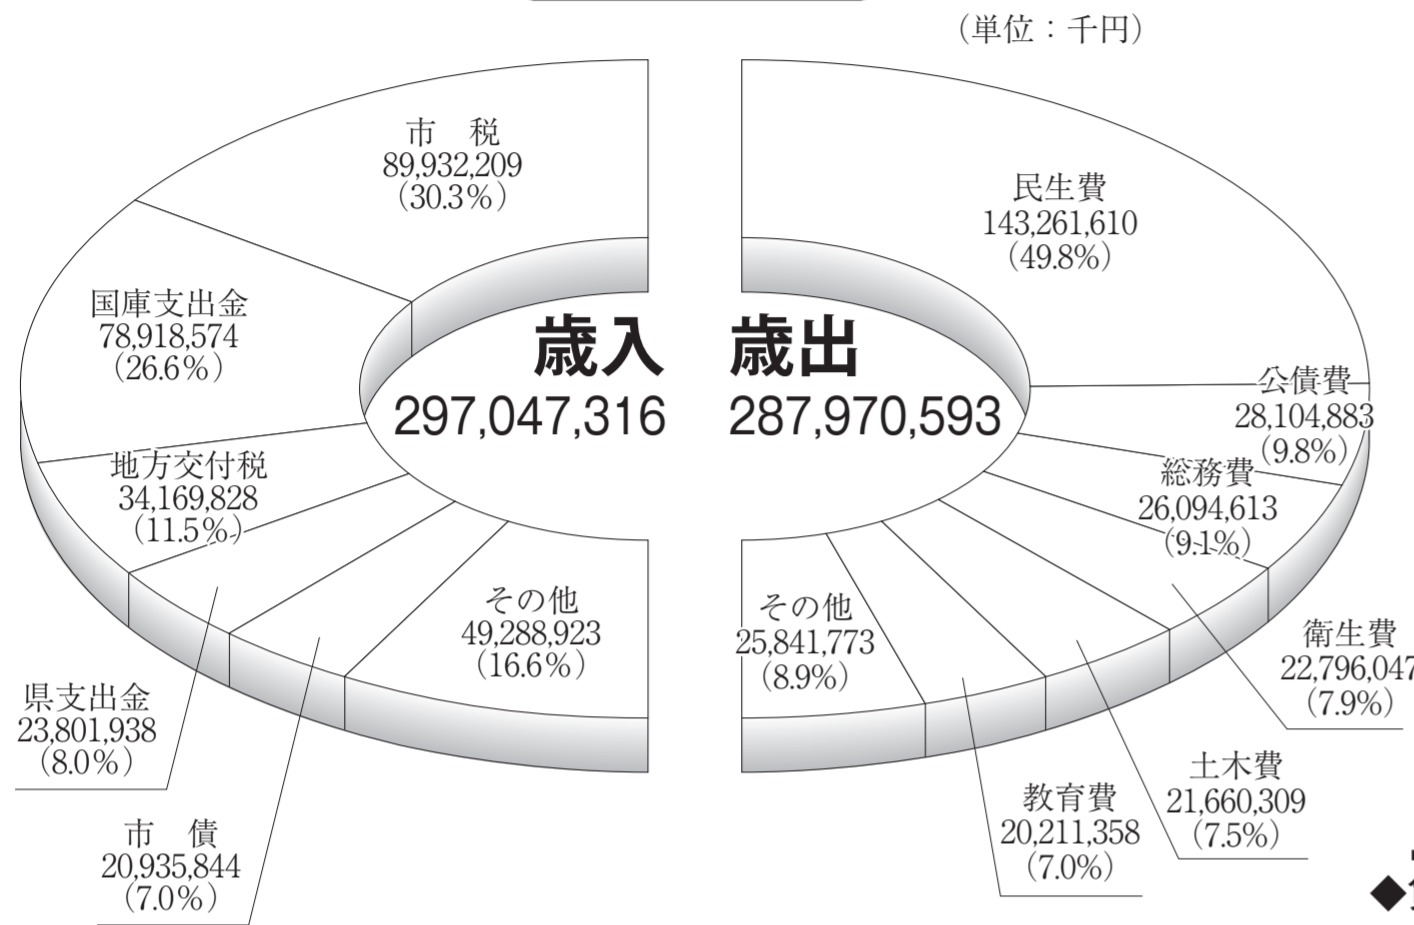 （単位：千円）
市　税
89,932,209
（30.3％）
国庫支出金
78,918,574
（26.6％）
地方交付税
34,169,828
（11.5％）
県支出金
23,801,938
（8.0％）
市　債
20,935,844
（7.0％）
その他
49,288,923
（16.6％）
歳入
297,047,316
歳出
287,970,593
民生費
143,261,610
（49.8％）
公債費
28,104,883
（9.8％）
総務費
26,094,613
（9.1％）
衛生費
22,796,047
（7.9％）
土木費
21,660,309
（7.5％）
教育費
20,211,358
（7.0％）
その他
25,841,773
（8.9％）
◆